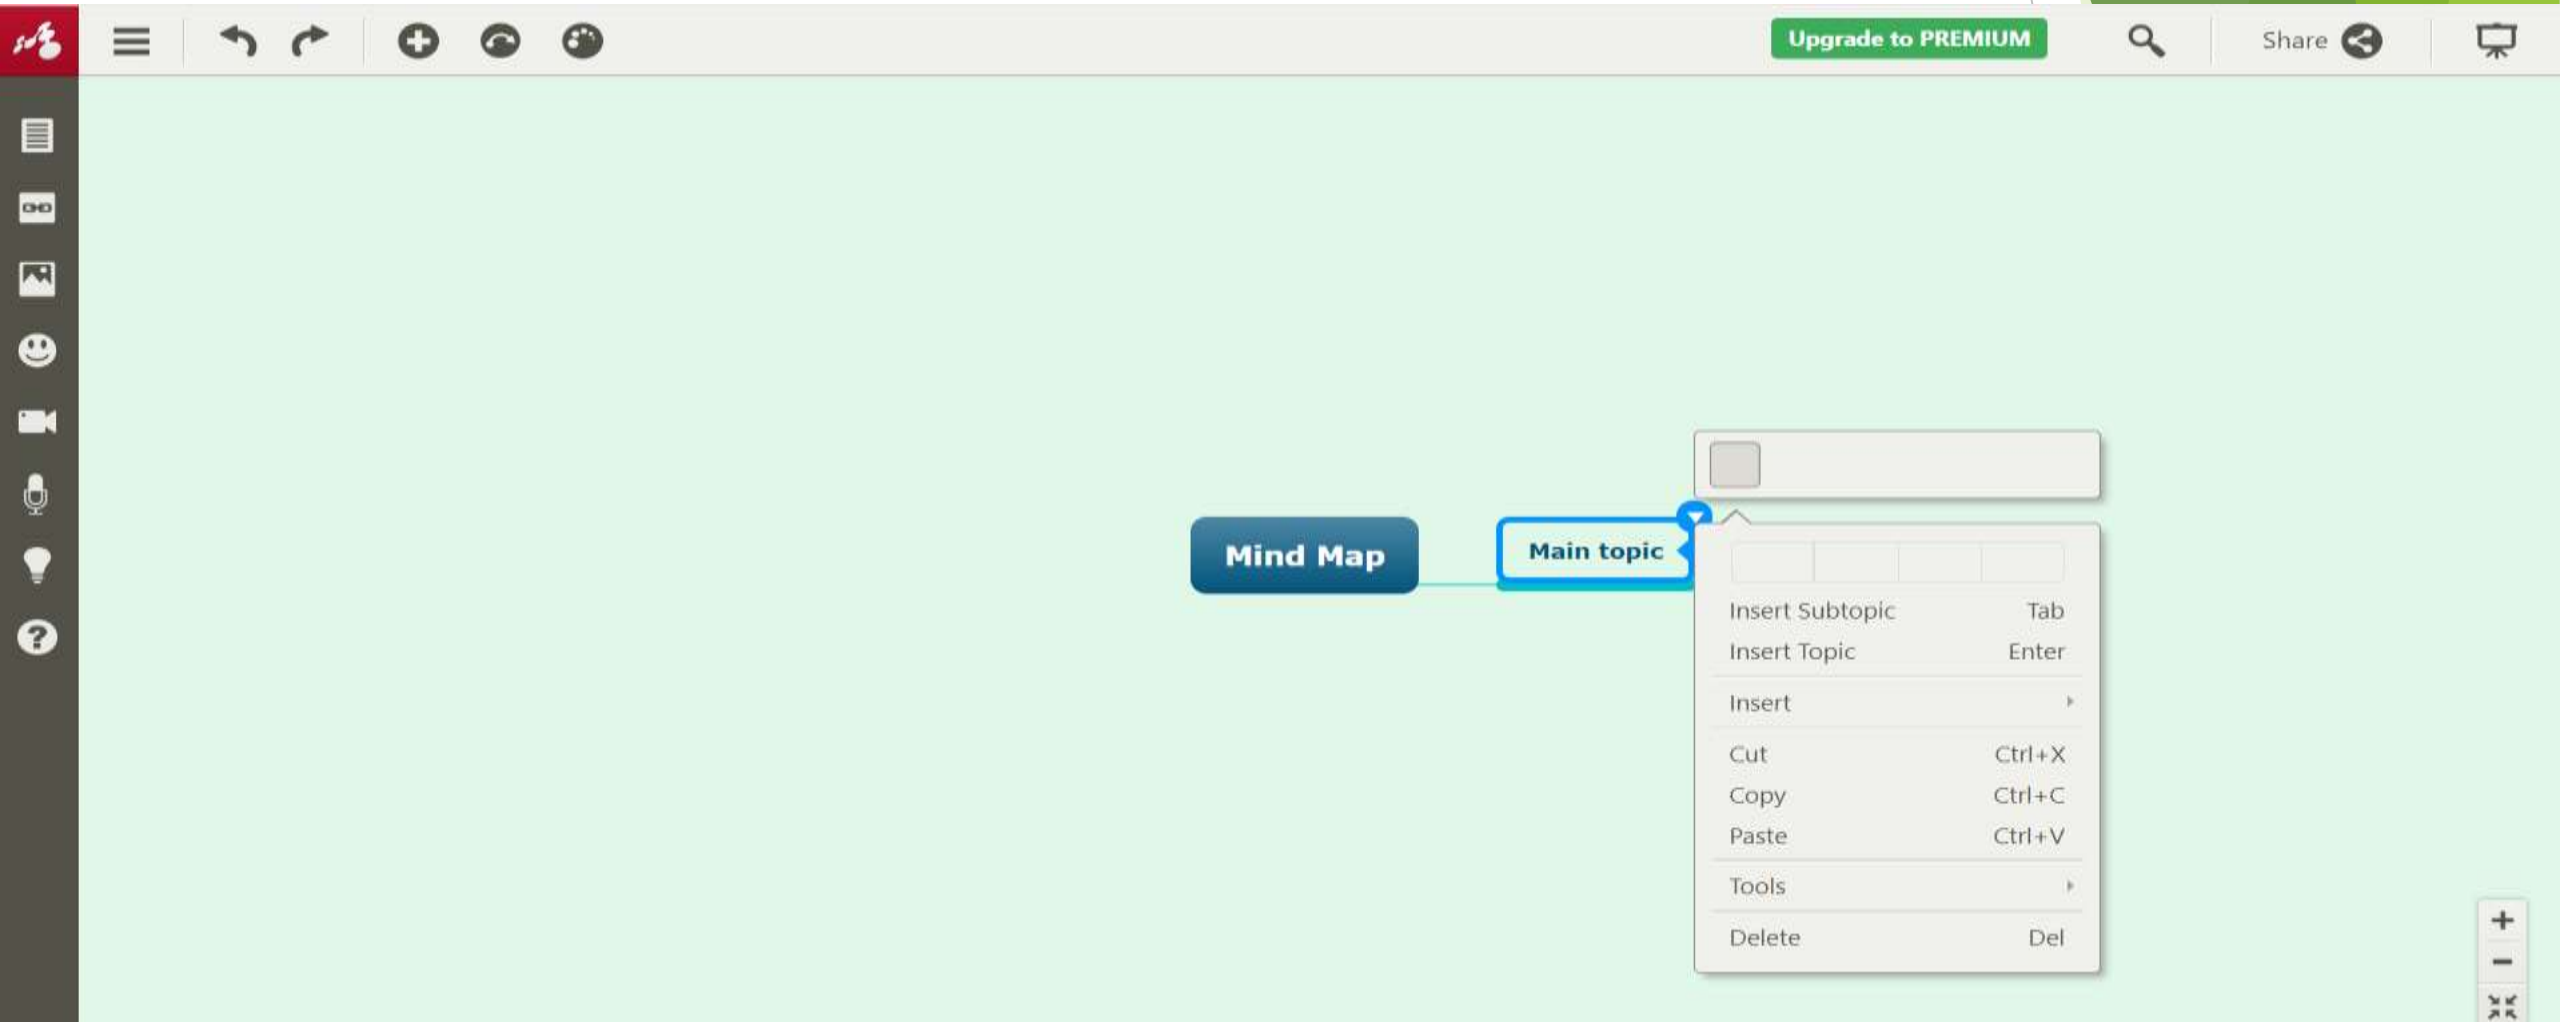 Upgrade to PREMIUM
Share
Mind Map
Main topic
Insert Subtopic Tab
Insert Topic Enter
Insert
Cut Ctrl+X
Copy Ctrl+C
Paste Ctrl+V
Tools
Delete Del